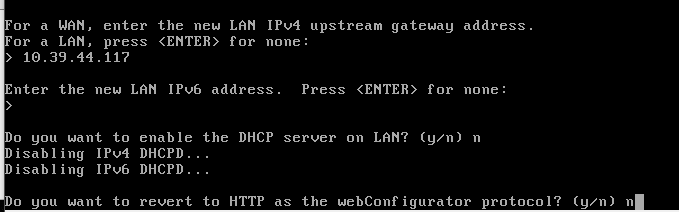 For a WAN, enter the new LAN IPv4 upstream gateway address.
For a LAN, press <ENTER> for none:
> 10.39.44.117
Enter the new LAN IPv6 address.  Press <ENTER> for none:
>
Do you want to enable the DHCP server on LAN? (y/n) n
Disabling IPv4 DHCPD...
Disabling IPv6 DHCPD...
Do you want to revert to HTTP as the webConfigurator protocol? (y/n) n